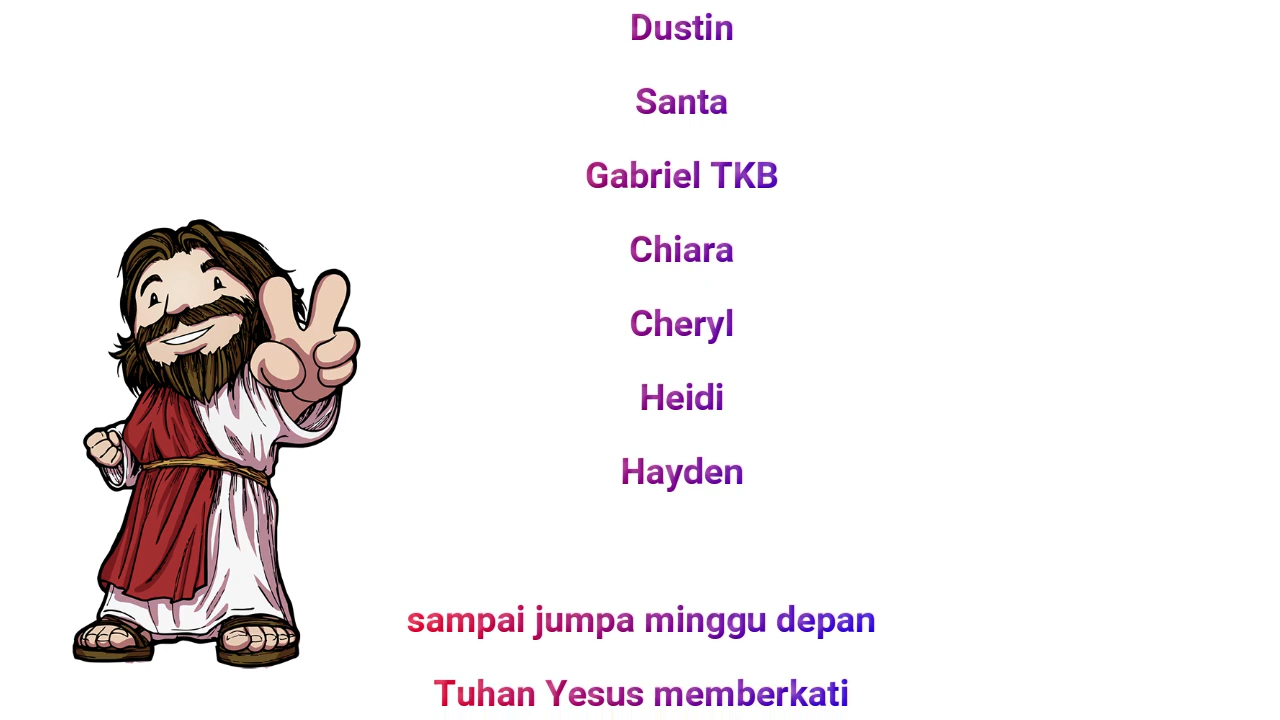 Dustin
Santa
Gabriel TKB
Chiara
Cheryl
Heidi
Hayden
sampai jumpa minggu depan
Tuhan Yesus memberkati